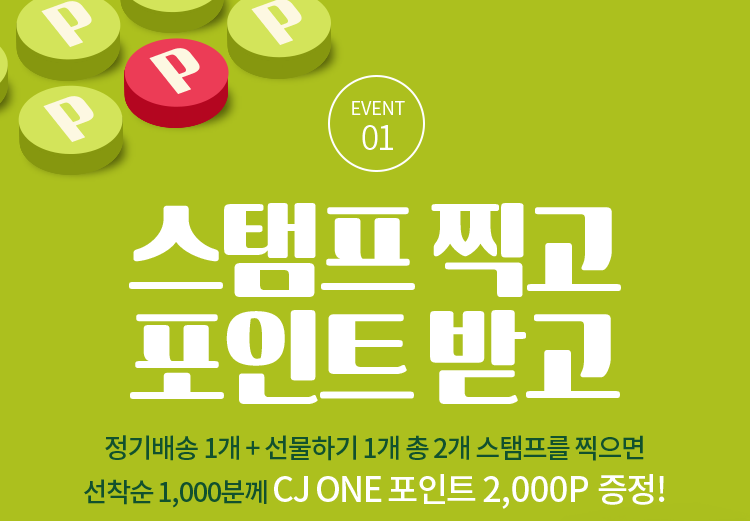 P
P
P
P
EVENT
01
스탬프 찍고
포인트 받고
정기배송 1개 + 선물하기 1개 총 2개 스탬프를 찍으면
선착순 1,000분께 CJ ONE 포인트 2,000P 증정!